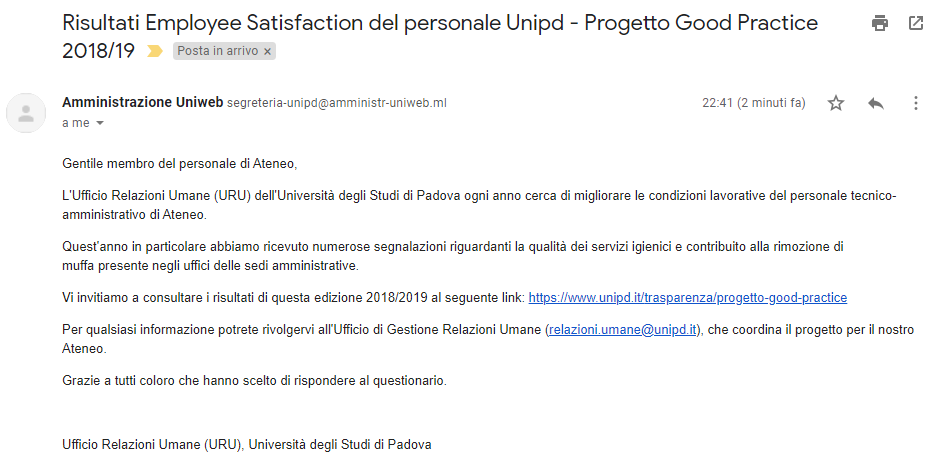 Risultati Employee Satisfaction del personale Unipd - Progetto Good Practice
2018/19 Posta in arrivo ×
Amministrazione Uniweb segreteria-unipd@amministr-uniweb.ml 22:41 (2 minuti fa)
a me
Gentile membro del personale di Ateneo,
L'Ufficio Relazioni Umane (URU) dell'Università degli Studi di Padova ogni anno cerca di migliorare le condizioni lavorative del personale tecnico-
amministrativo di Ateneo.
Quest'anno in particolare abbiamo ricevuto numerose segnalazioni riguardanti la qualità dei servizi igienici e contribuito alla rimozione di
muffa presente negli uffici delle sedi amministrative.
Vi invitiamo a consultare i risultati di questa edizione 2018/2019 al seguente link: https://www.unipd.it/trasparenza/progetto-good-practice
Per qualsiasi informazione potrete rivolgervi all'Ufficio di Gestione Relazioni Umane (relazioni.umane@unipd.it), che coordina il progetto per il nostro
Ateneo.
Grazie a tutti coloro che hanno scelto di rispondere al questionario.
Ufficio Relazioni Umane (URU), Università degli Studi di Padova